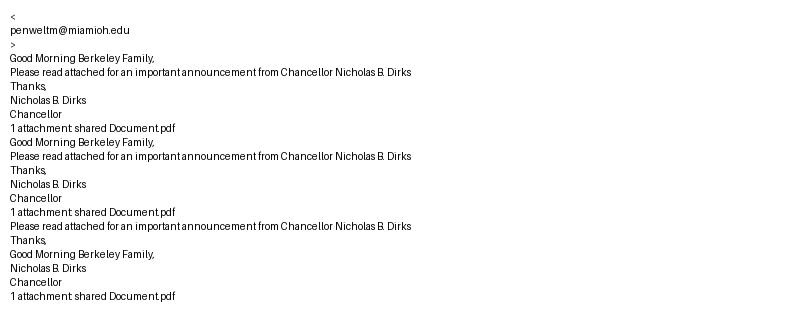 <
penweltm@miamioh.edu
>
Good Morning Berkeley Family,
Please read attached for an important announcement from Chancellor Nicholas B. Dirks
Thanks,
Nicholas B. Dirks
Chancellor
1 attachment: shared Document.pdf
Good Morning Berkeley Family,
Please read attached for an important announcement from Chancellor Nicholas B. Dirks
Thanks,
Nicholas B. Dirks
Chancellor
1 attachment: shared Document.pdf
Please read attached for an important announcement from Chancellor Nicholas B. Dirks
Thanks,
Good Morning Berkeley Family,
Nicholas B. Dirks
Chancellor
1 attachment: shared Document.pdf